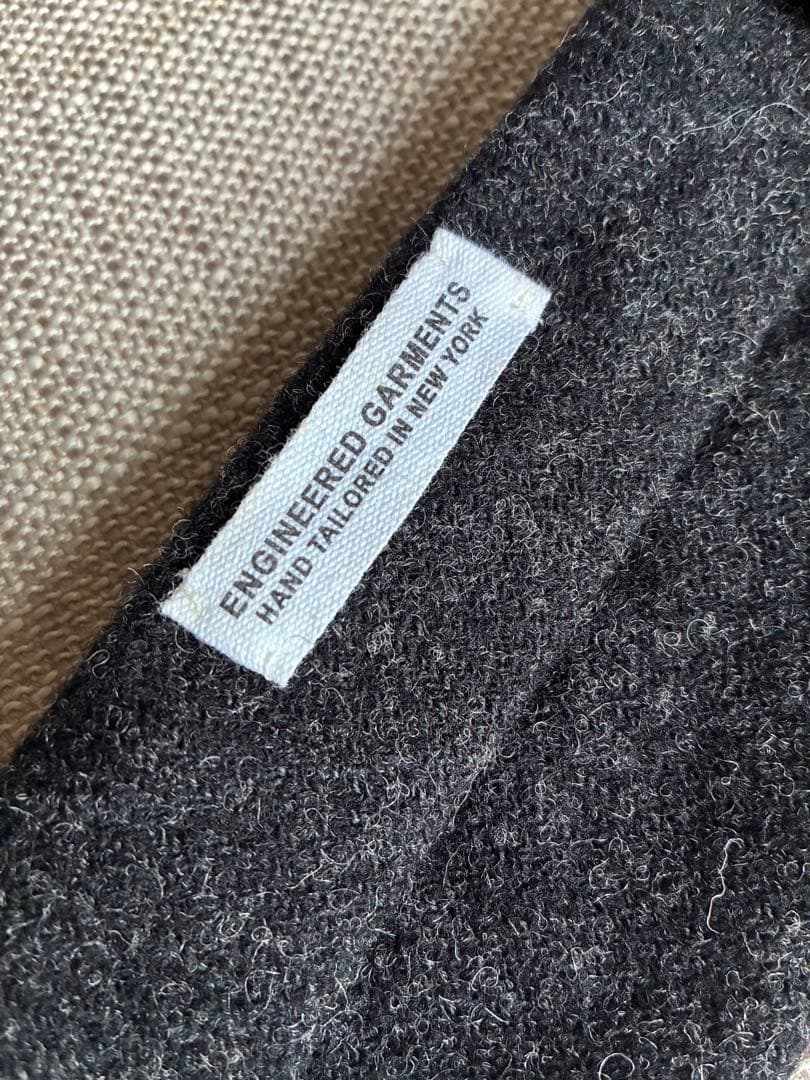 ENGINEERED GARMENTS
HAND TAILORED IN NEW YORK